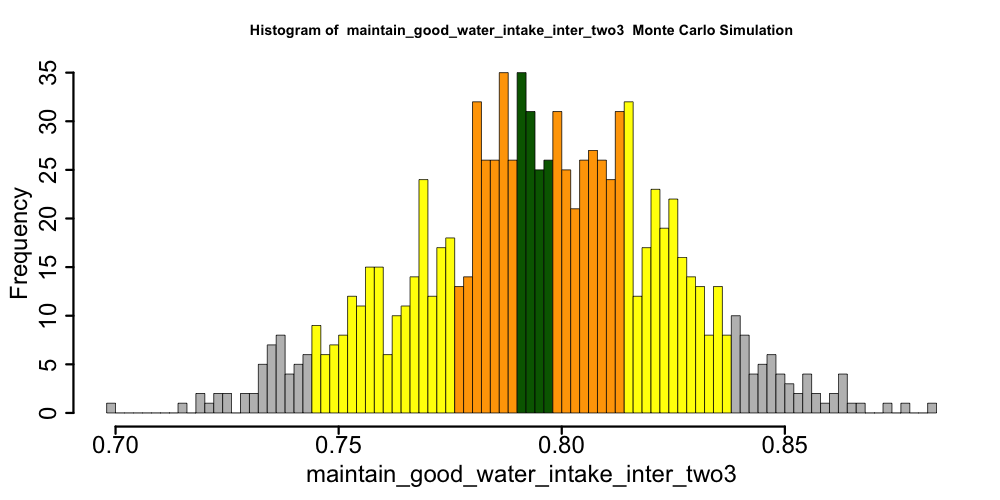 Histogram of  maintain_good_water_intake_inter_two3  Monte Carlo Simulation
Frequency
35
30
25
20
15
10
5
0
0.70 0.75 0.80 0.85
maintain_good_water_intake_inter_two3